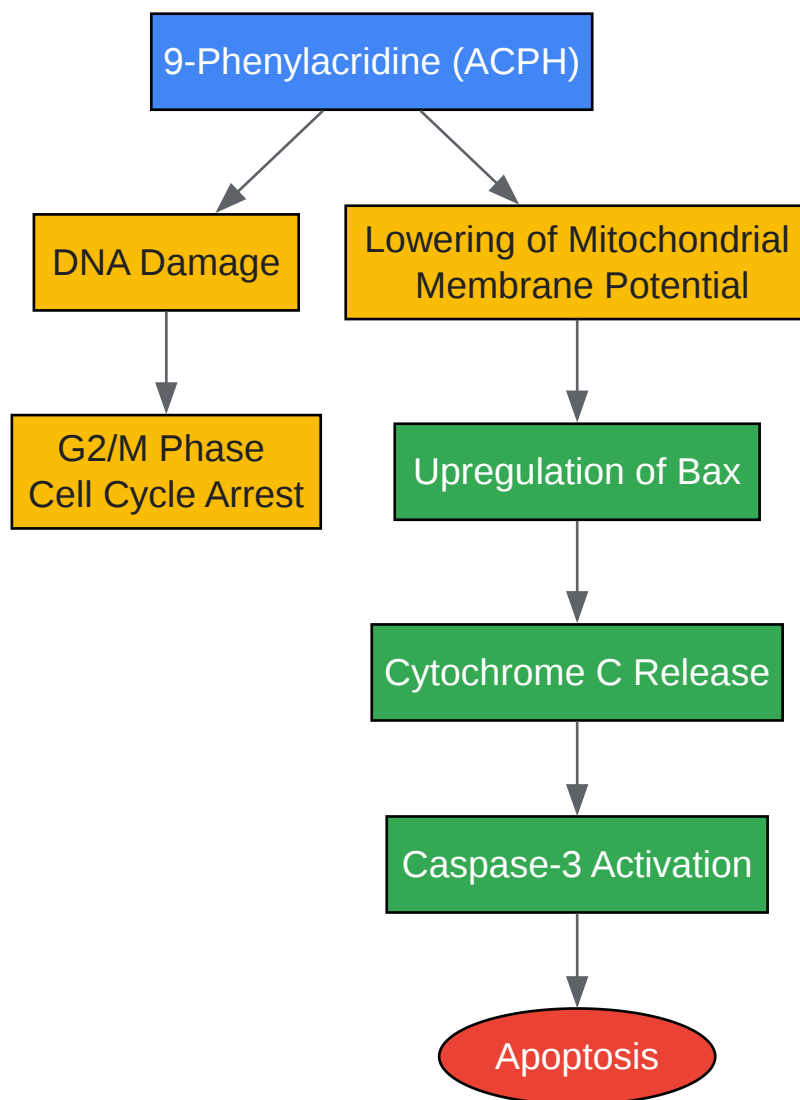 9-Phenylacridine (ACPH)
DNA Damage
Lowering of Mitochondrial
Membrane Potential
G2/M Phase
Cell Cycle Arrest
Upregulation of Bax
Cytochrome C Release
Caspase-3 Activation
Apoptosis